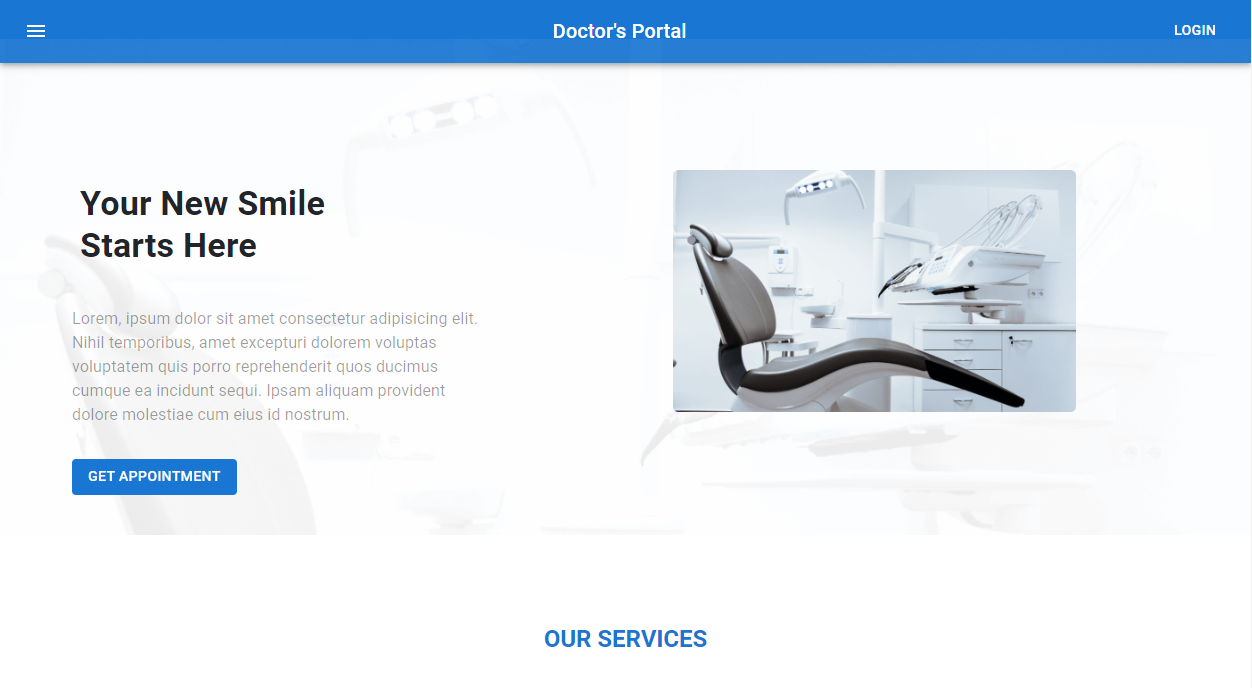 Doctor's Portal
LOGIN
Your New Smile
Starts Here
Lorem, ipsum dolor sit amet consectetur adipisicing elit.
Nihil temporibus, amet excepturi dolorem voluptas
voluptatem quis porro reprehenderit quos ducimus
cumque ea incidunt sequi. Ipsam aliquam provident
dolore molestiae cum eius id nostrum.
GET APPOINTMENT
OUR SERVICES